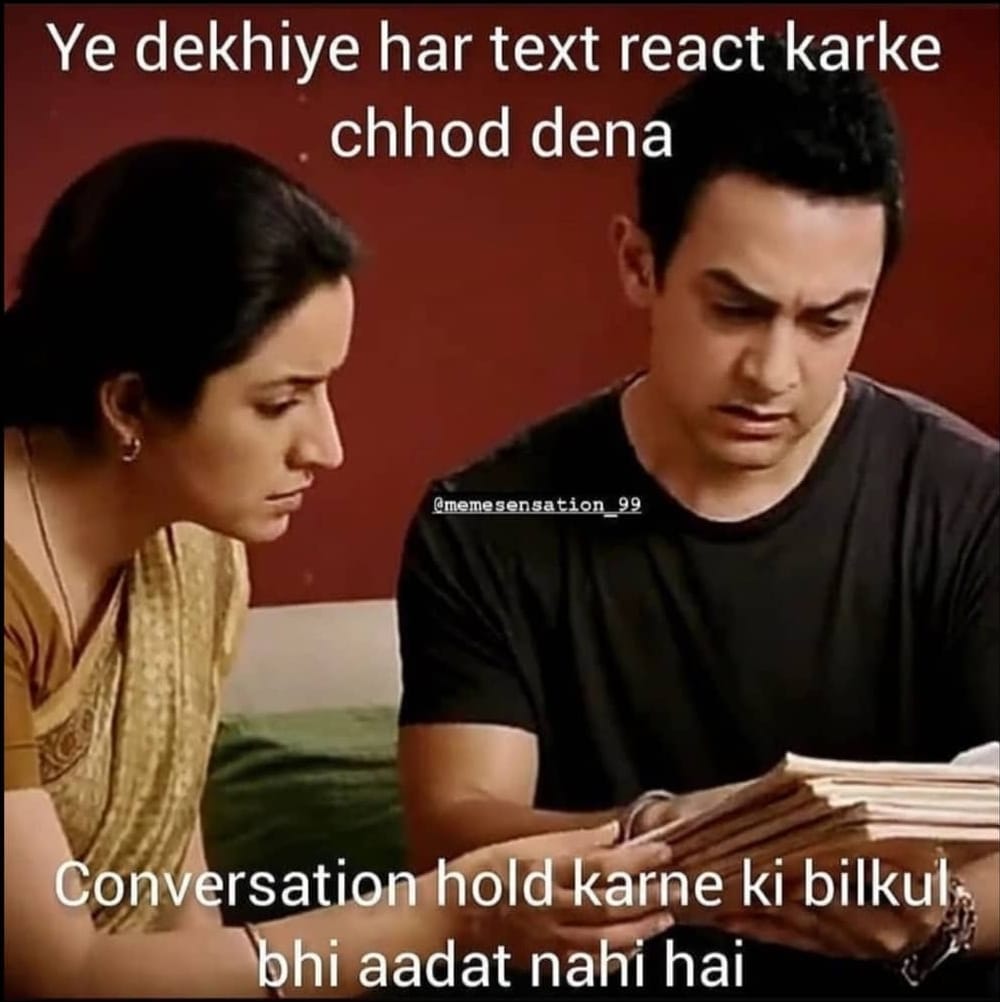 Ye dekhiye har text react karke
chhod dena
@memesensation_99
Conversation hold karne ki bilkul
bhi aadat nahi hai